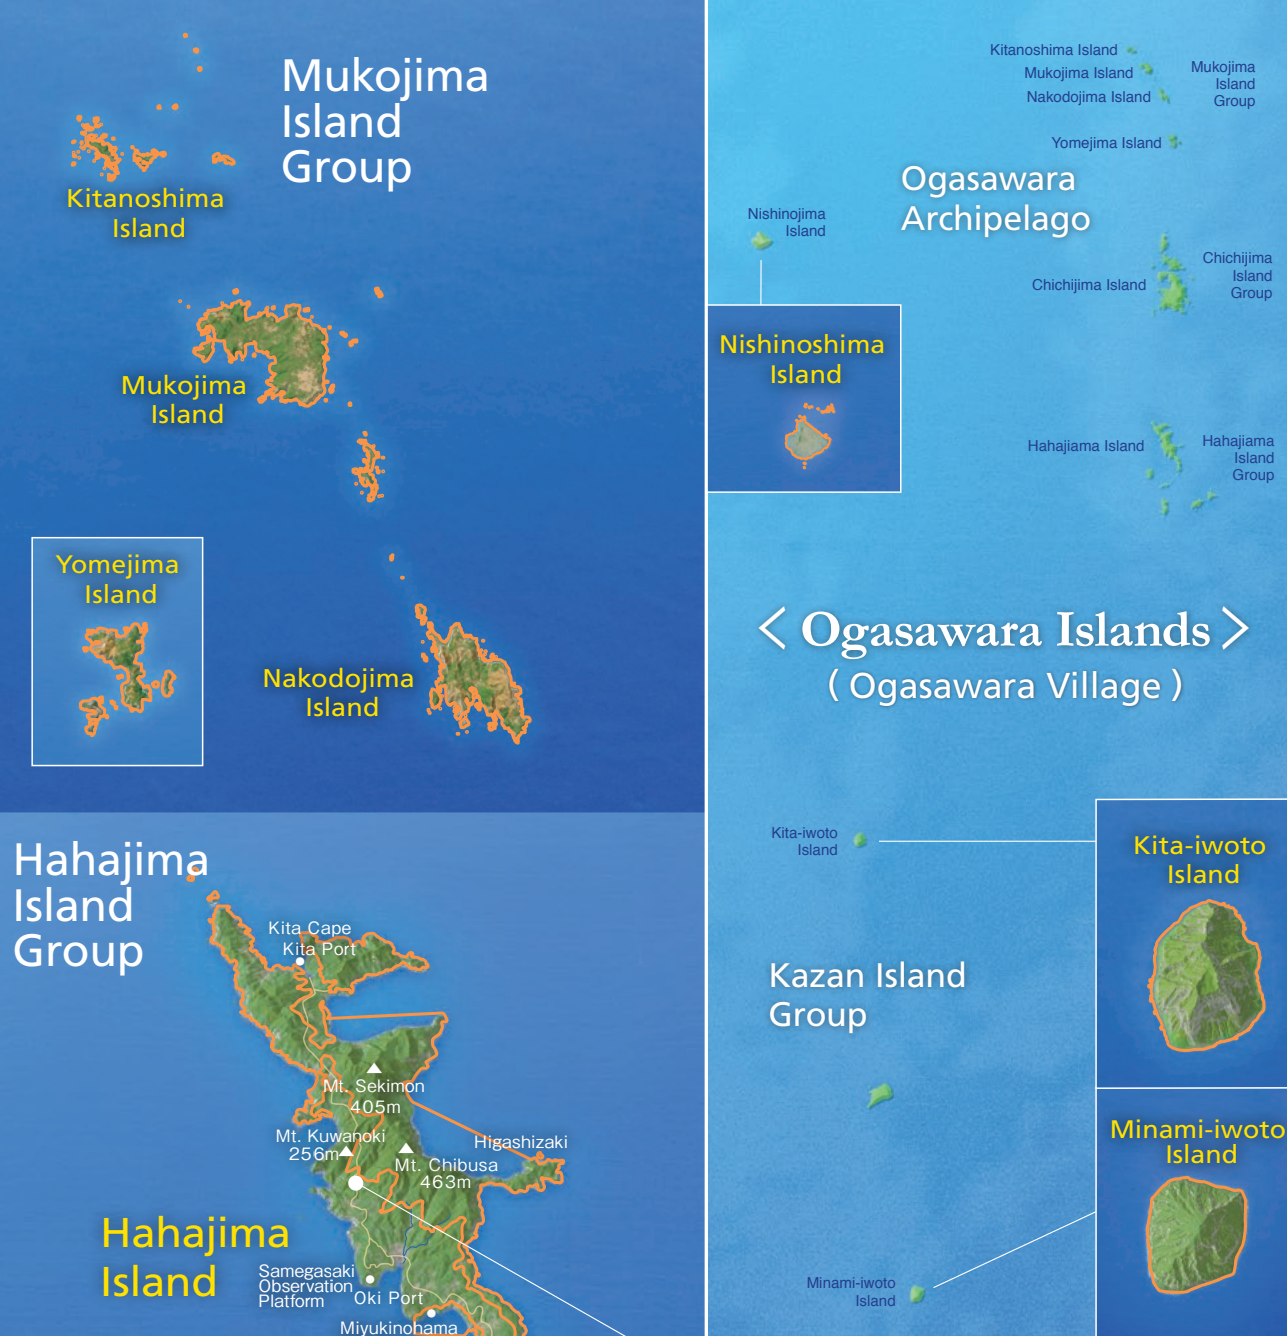 Mukojima
Island
Group
Kitanoshima
Island
Mukojima
Island
Yomejima
Island
Nakodojima
Island
Hahajima
Island
Group
Kita Cape
Kita Port
Mt. Sekimon
405m
Mt. Kuwanoki
256m
Higashizaki
Mt. Chibusa
463m
Hahajima
Island
Samegasaki
Observation
Platform
Oki Port
Miyukinohama
Kitanoshima Island
Mukojima Island
Nakodojima Island
Mukojima
Island
Group
Yomejima Island
Ogasawara
Archipelago
Nishinojima
Island
Chichijima Island
Chichijima
Island
Group
Nishinoshima
Island
Hahajiama Island
Hahajiama
Island
Group
< Ogasawara Islands >
( Ogasawara Village )
Kita-iwoto
Island
Kita-iwoto
Island
Kazan Island
Group
Minami-iwoto
Island
Minami-iwoto
Island